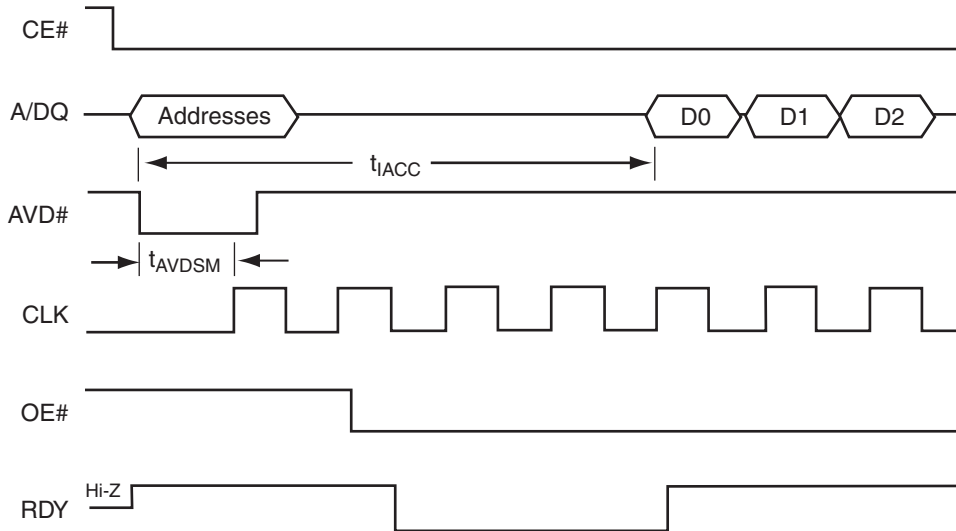 CE#
A/DQ Addresses D0 D1 D2
tIACC
AVD#
tAVDSM
CLK
OE#
Hi-Z
RDY